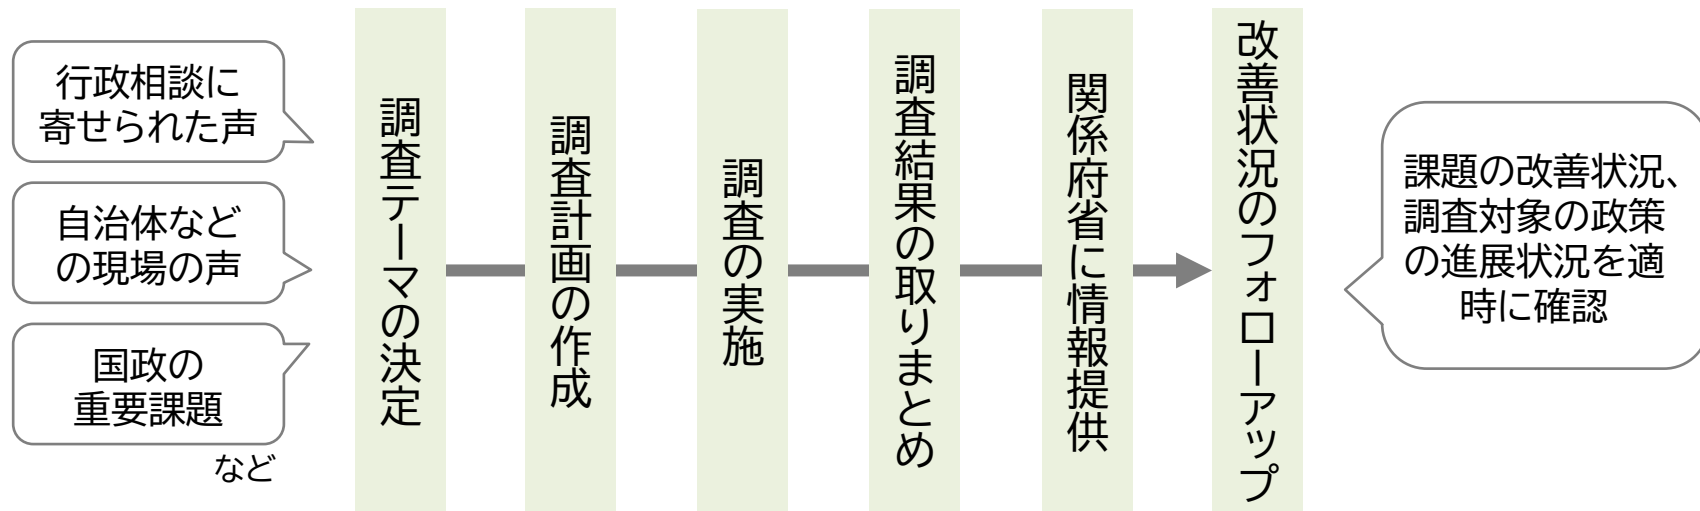 行政相談に
寄せられた声
自治体など
の現場の声
国政の
重要課題
など
調査テーマの決定
調査計画の作成
調査の実施
調査結果の取りまとめ
関係府省に情報提供
改善状況のフォローアップ
課題の改善状況、
調査対象の政策
の進展状況を適
時に確認